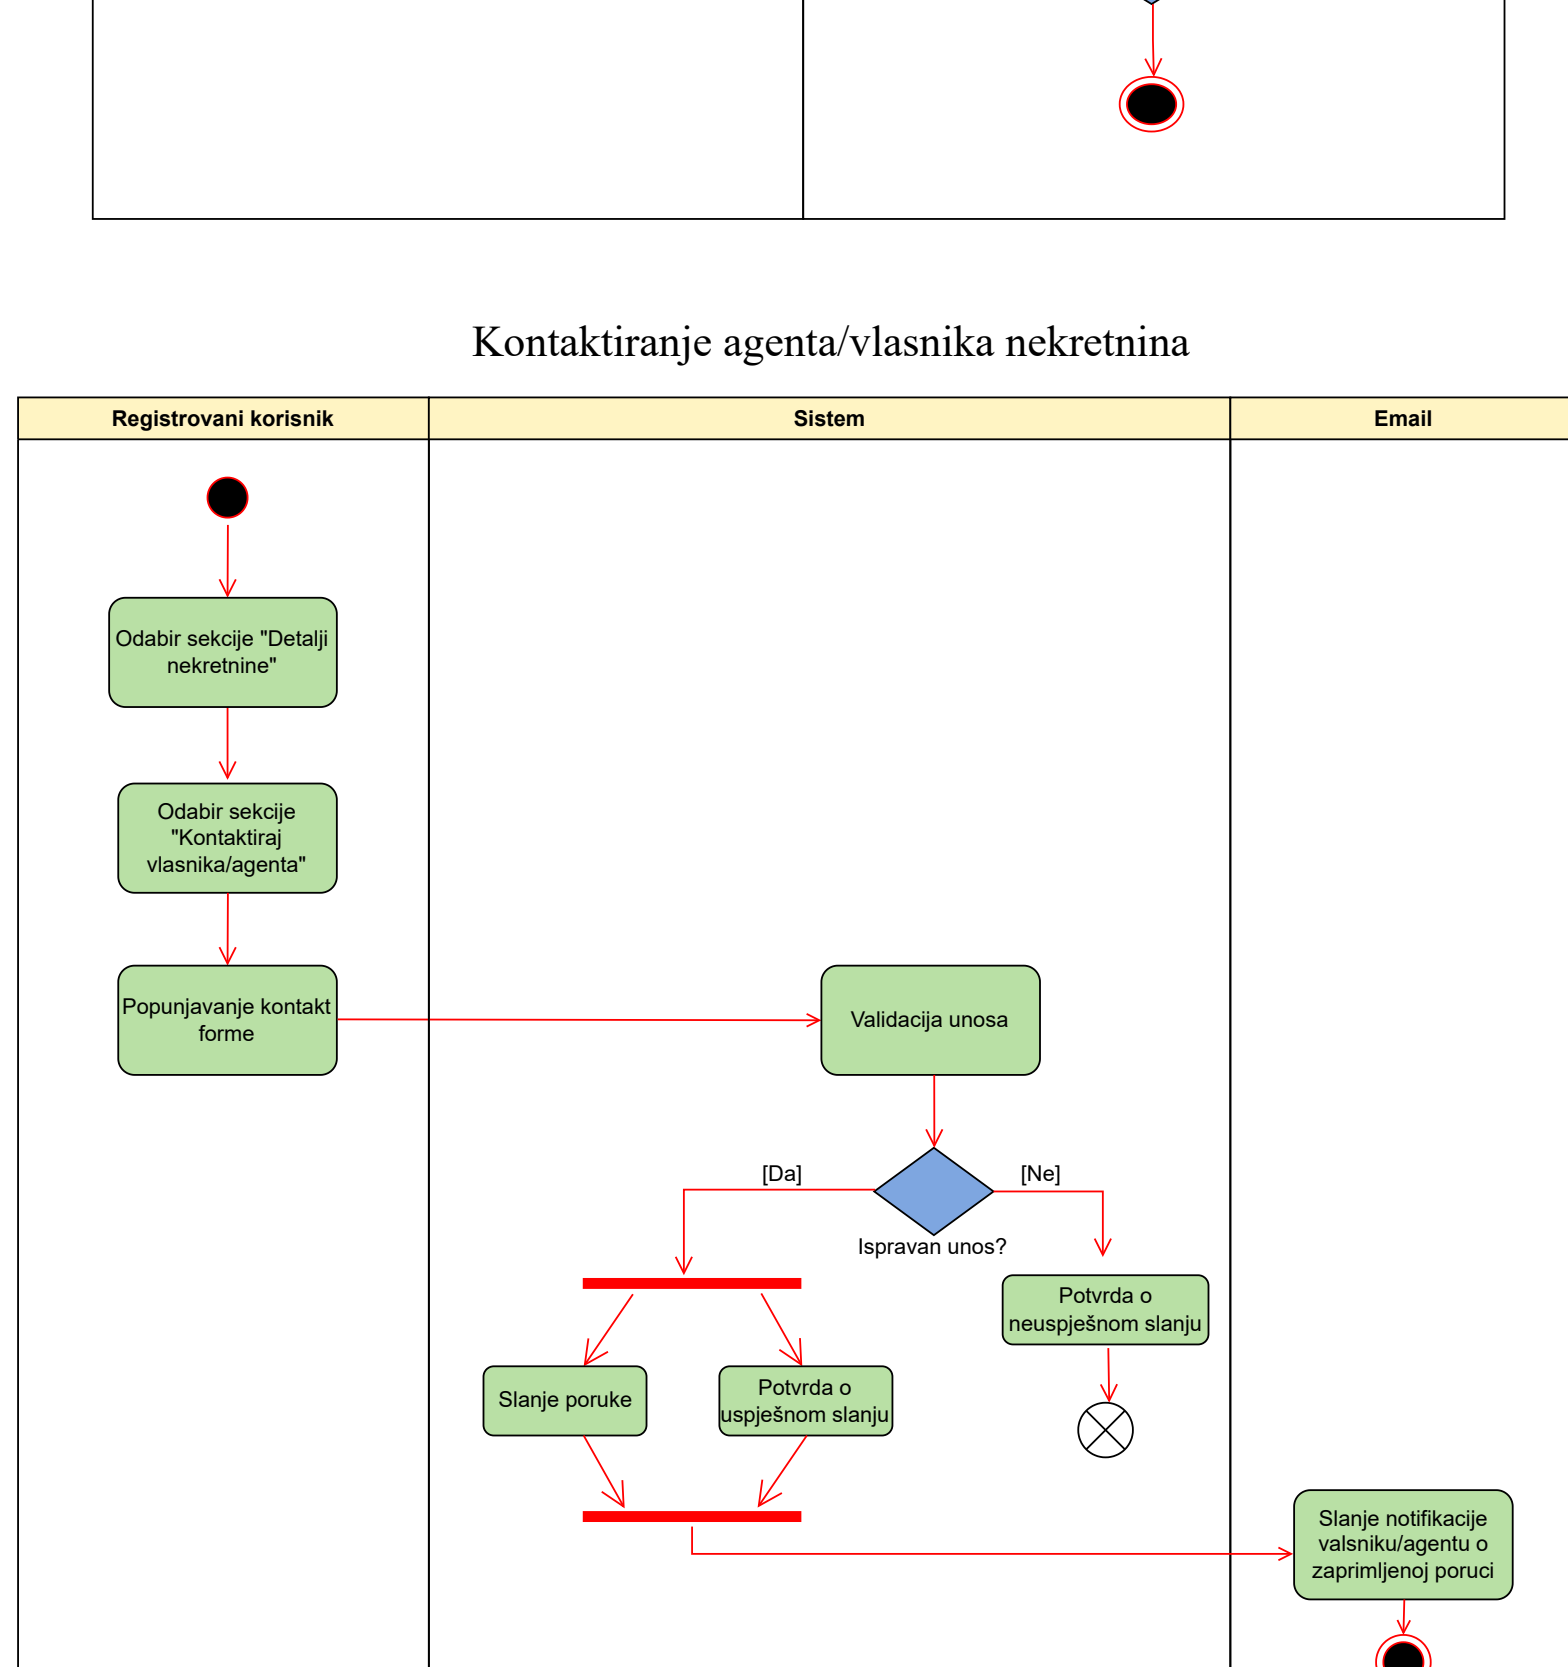 Kontaktiranje agenta/vlasnika nekretnina
Registrovani korisnik
Sistem
Email
Odabir sekcije "Detalji
nekretnine"
Odabir sekcije
"Kontaktiraj
vlasnika/agenta"
Popunjavanje kontakt
forme
Validacija unosa
[Da]
[Ne]
Ispravan unos?
Potvrda o
neuspješnom slanju
Slanje poruke
Potvrda o
uspješnom slanju
Slanje notifikacije
valsniku/agentu o
zaprimljenoj poruci